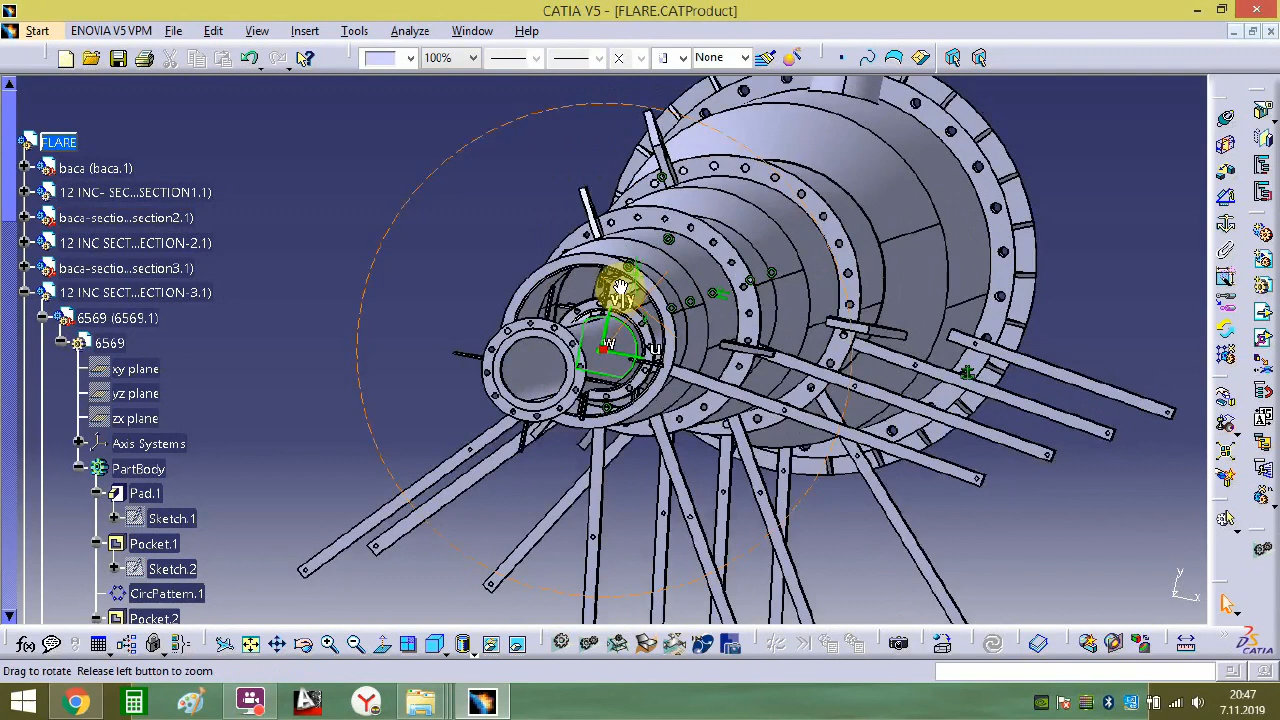 CATIA V5 - [FLARE.CATProduct]
Start ENOVIA V5 VPM File Edit View Insert Tools Analyze Window Help
100% None
FLARE
baca (baca.1)
12 INC- SEC...SECTION1.1)
baca-sectio...section2.1)
12 INC SECT...ECTION-2.1)
baca-sectio...section3.1)
12 INC SECT...ECTION-3.1)
6569 (6569.1)
6569
xy plane
yz plane
zx plane
Axis Systems
PartBody
Pad.1
Sketch.1
Pocket.1
Sketch.2
CircPattern.1
Pocket.2
w
u
y
x
f(x)
CATIA
Drag to rotate Release left button to zoom
20:47
7.11.2019